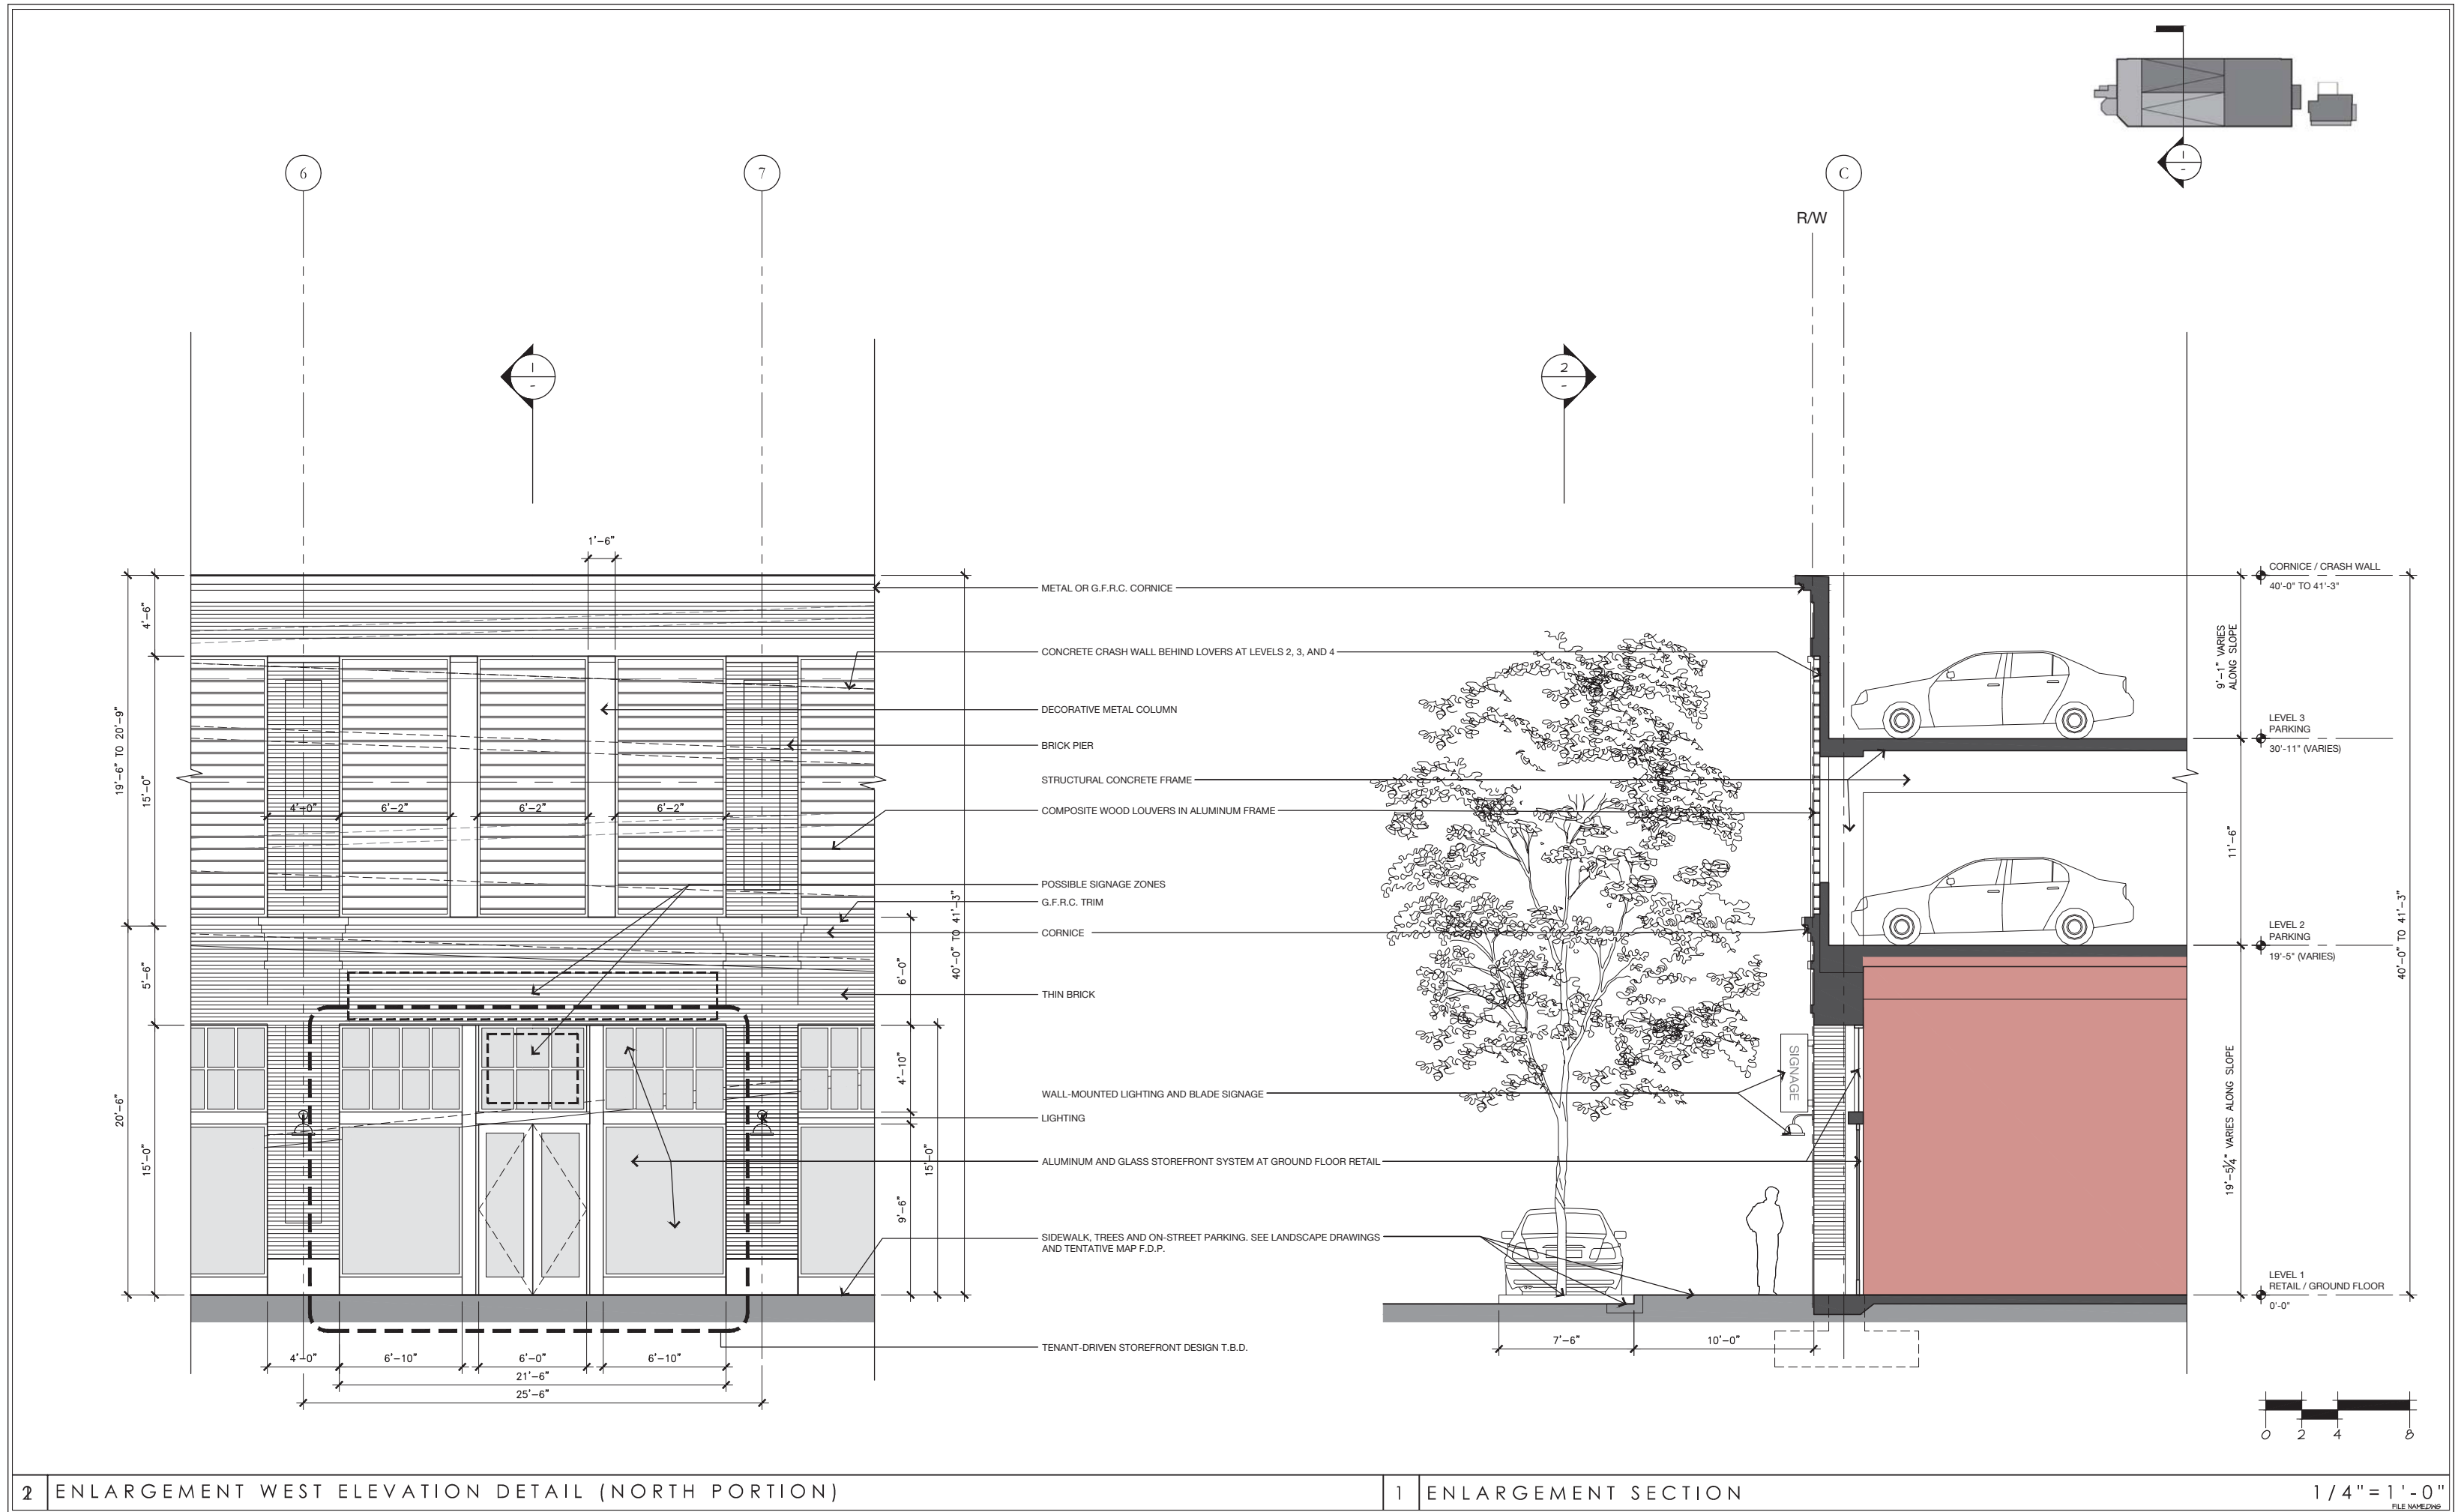 1
-
6
7
C
R/W
1
-
2
-
1'-6"
METAL OR G.F.R.C. CORNICE
CONCRETE CRASH WALL BEHIND LOVERS AT LEVELS 2, 3, AND 4
DECORATIVE METAL COLUMN
BRICK PIER
STRUCTURAL CONCRETE FRAME
COMPOSITE WOOD LOUVERS IN ALUMINUM FRAME
POSSIBLE SIGNAGE ZONES
G.F.R.C. TRIM
CORNICE
THIN BRICK
WALL-MOUNTED LIGHTING AND BLADE SIGNAGE
LIGHTING
ALUMINUM AND GLASS STOREFRONT SYSTEM AT GROUND FLOOR RETAIL
SIDEWALK, TREES AND ON-STREET PARKING. SEE LANDSCAPE DRAWINGS
AND TENTATIVE MAP F.D.P.
TENANT-DRIVEN STOREFRONT DESIGN T.B.D.
4'-6"
19'-6" TO 20'-9"
15'-0"
5'-6"
20'-6"
15'-0"
4'-0"
6'-2"
6'-2"
6'-2"
40'-0" TO 41'-3"
6'-0"
4'-10"
15'-0"
9'-6"
4'-0"
6'-10"
6'-0"
6'-10"
21'-6"
25'-6"
SIGNAGE
7'-6"
10'-0"
CORNICE / CRASH WALL
40'-0" TO 41'-3"
9'-1" VARIES
ALONG SLOPE
LEVEL 3
PARKING
30'-11" (VARIES)
11'-6"
LEVEL 2
PARKING
19'-5" (VARIES)
40'-0" TO 41'-3"
19'-5¼" VARIES ALONG SLOPE
LEVEL 1
RETAIL / GROUND FLOOR
0'-0"
0 2 4 8
ENLARGEMENT WEST ELEVATION DETAIL (NORTH PORTION)
1 ENLARGEMENT SECTION
1/4"=1'-0"
FILE NAME.DWG